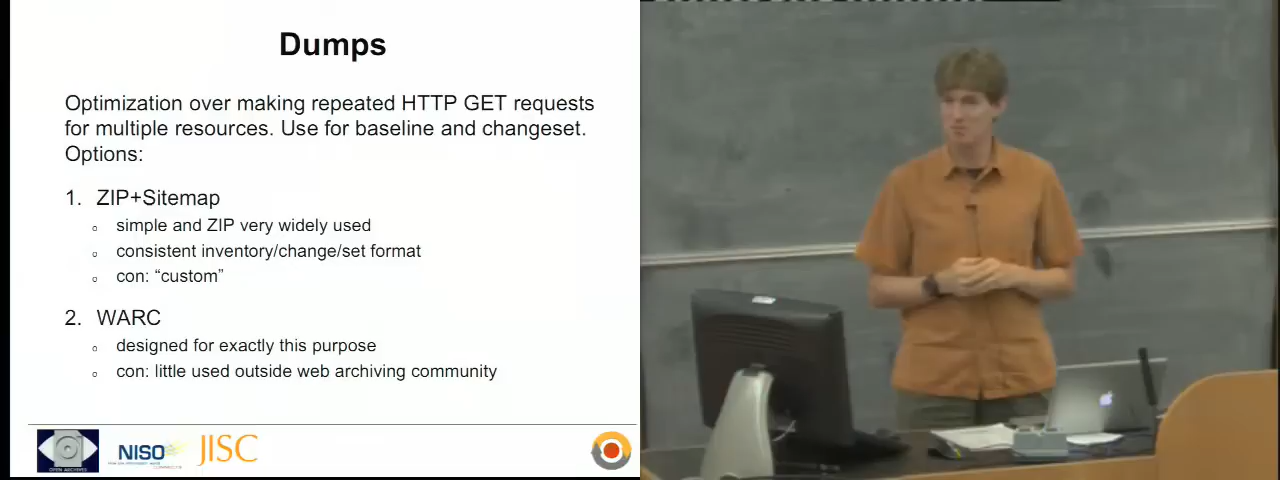 Dumps
Optimization over making repeated HTTP GET requests
for multiple resources. Use for baseline and changeset.
Options:
1. ZIP+Sitemap
o simple and ZIP very widely used
o consistent inventory/change/set format
o con: “custom”
2. WARC
o designed for exactly this purpose
o con: little used outside web archiving community
OPEN ARCHIVES
NISO
JISC